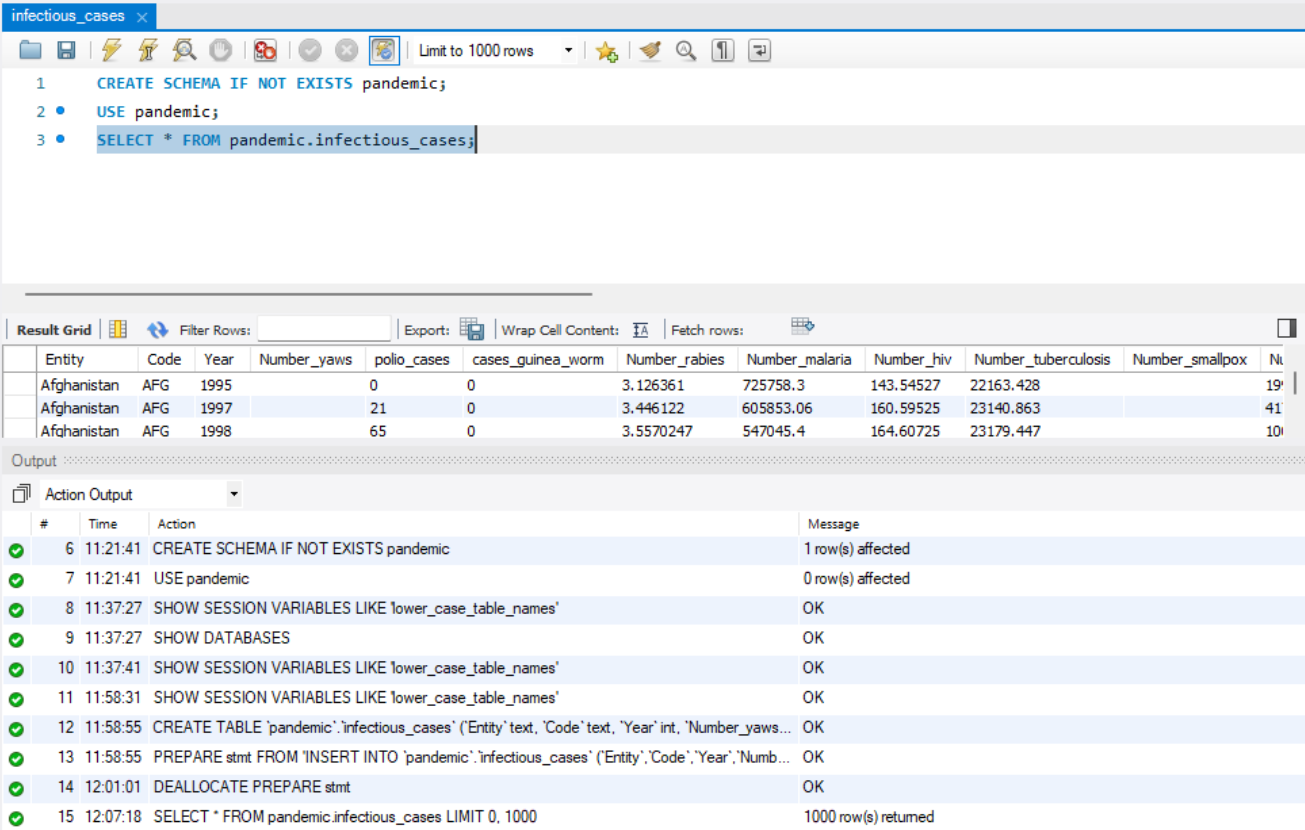 infectious_cases ×
Limit to 1000 rows
1 CREATE SCHEMA IF NOT EXISTS pandemic;
2 USE pandemic;
3 SELECT * FROM pandemic.infectious_cases;
Result Grid Filter Rows: Export: Wrap Cell Content: Fetch rows:
Entity Code Year Number_yaws polio_cases cases_guinea_worm Number_rabies Number_malaria Number_hiv Number_tuberculosis Number_smallpox Nu
Afghanistan AFG 1995 0 0 3.126361 725758.3 143.54527 22163.428 199
Afghanistan AFG 1997 21 0 3.446122 605853.06 160.59525 23140.863 41
Afghanistan AFG 1998 65 0 3.5570247 547045.4 164.60725 23179.447 10
Output
Action Output
# Time Action Message
6 11:21:41 CREATE SCHEMA IF NOT EXISTS pandemic 1 row(s) affected
7 11:21:41 USE pandemic 0 row(s) affected
8 11:37:27 SHOW SESSION VARIABLES LIKE 'lower_case_table_names' OK
9 11:37:27 SHOW DATABASES OK
10 11:37:41 SHOW SESSION VARIABLES LIKE 'lower_case_table_names' OK
11 11:58:31 SHOW SESSION VARIABLES LIKE 'lower_case_table_names' OK
12 11:58:55 CREATE TABLE `pandemic`.`infectious_cases` (`Entity` text, `Code` text, `Year` int, `Number_yaws... OK
13 11:58:55 PREPARE stmt FROM 'INSERT INTO `pandemic`.`infectious_cases` (`Entity`,`Code`,`Year`,`Numb... OK
14 12:01:01 DEALLOCATE PREPARE stmt OK
15 12:07:18 SELECT * FROM pandemic.infectious_cases LIMIT 0, 1000 1000 row(s) returned